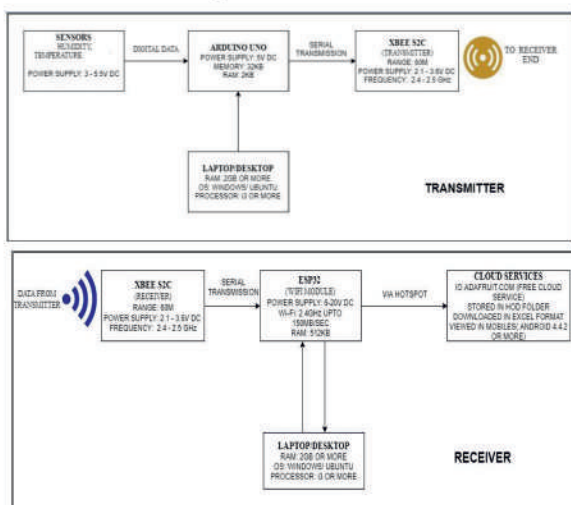 SENSORS
HUMIDITY,
TEMPERATURE
POWER SUPPLY: 3 - 5.5V DC
DIGITAL DATA
ARDUINO UNO
POWER SUPPLY: 5V DC
MEMORY: 32KB
RAM: 2KB
SERIAL
TRANSMISSION
XBEE S2C
(TRANSMITTER)
RANGE: 60M
POWER SUPPLY: 2.1 - 3.6V DC
FREQUENCY: 2.4 - 2.5 GHz
TO RECEIVER
END
LAPTOP/DESKTOP
RAM: 2GB OR MORE
OS: WINDOWS/ UBUNTU
PROCESSOR: i3 OR MORE
TRANSMITTER
DATA FROM
TRANSMITTER
XBEE S2C
(RECEIVER)
RANGE: 60M
POWER SUPPLY: 2.1 - 3.6V DC
FREQUENCY: 2.4 - 2.5 GHz
SERIAL
TRANSMISSION
ESP32
(WIFI MODULE)
POWER SUPPLY: 5-20V DC
Wi-Fi: 2.4GHz UPTO
150MB/SEC
RAM: 512KB
VIA HOTSPOT
CLOUD SERVICES
IO ADAFRUIT.COM (FREE CLOUD
SERVICE)
STORED IN HOD FOLDER
DOWNLOADED IN EXCEL FORMAT
VIEWED IN MOBILES( ANDROID 4.4.2
OR MORE)
LAPTOP/DESKTOP
RAM: 2GB OR MORE
OS: WINDOWS/ UBUNTU
PROCESSOR: i3 OR MORE
RECEIVER